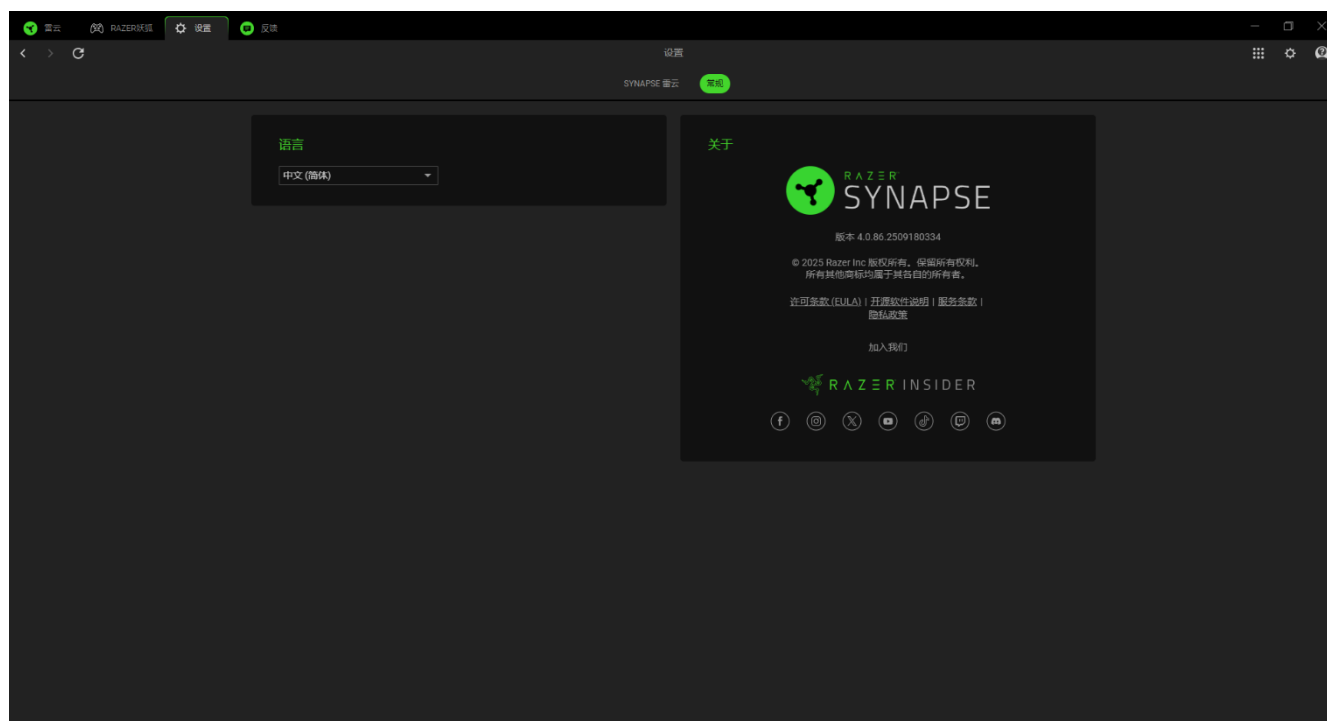 雷云
RAZER妖狐
设置
反馈
设置
SYNAPSE 雷云
常规
语言
中文 (简体)
关于
RAZER
SYNAPSE
版本 4.0.86.2509180334
© 2025 Razer Inc 版权所有。保留所有权利。
所有其他商标均属于其各自的所有者。
许可条款 (EULA) | 开源软件说明 | 服务条款 |
隐私政策
加入我们
RAZER INSIDER